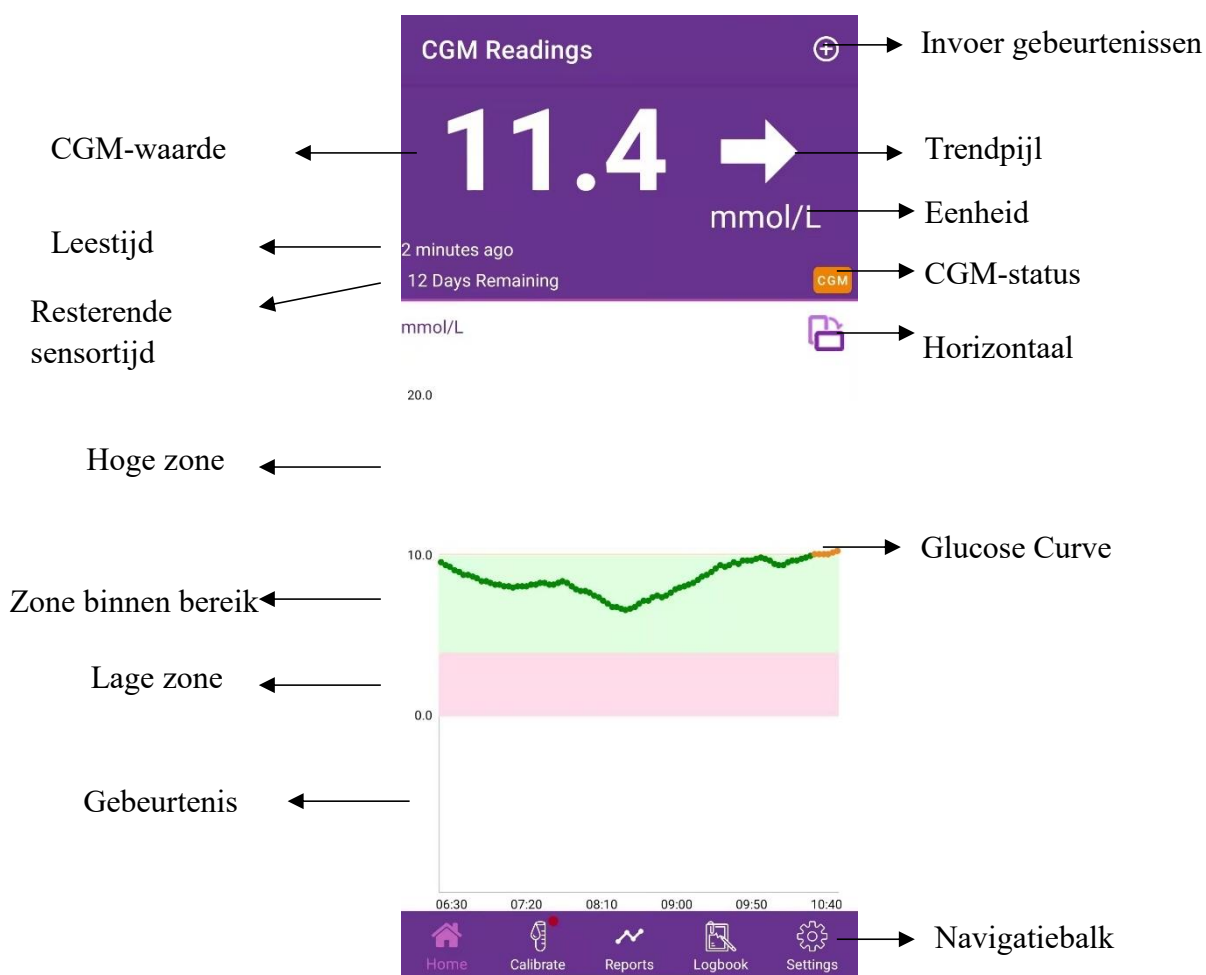 CGM Readings
Invoer gebeurtenissen
CGM-waarde
11.4
Trendpijl
mmol/L
Eenheid
Leestijd
2 minutes ago
12 Days Remaining
CGM
CGM-status
Resterende
sensortijd
mmol/L
Horizontaal
20.0
Hoge zone
10.0
Glucose Curve
Zone binnen bereik
Lage zone
0.0
Gebeurtenis
06:30 07:20 08:10 09:00 09:50 10:40
Home Calibrate Reports Logbook Settings
Navigatiebalk